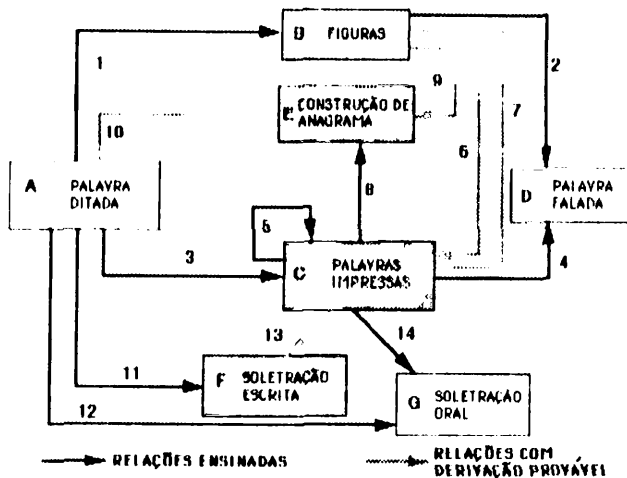 B FIGURAS
1
2
9
E CONSTRUÇÃO DE
ANAGRAMA
7
10
6
A PALAVRA
DITADA
8
D PALAVRA
FALADA
5
3
C PALAVRAS
IMPRESSAS
4
13
14
11
F SOLETRAÇÃO
ESCRITA
12
G SOLETRAÇÃO
ORAL
RELAÇÕES ENSINADAS
RELAÇÕES COM
DERIVAÇÃO PROVÁVEL